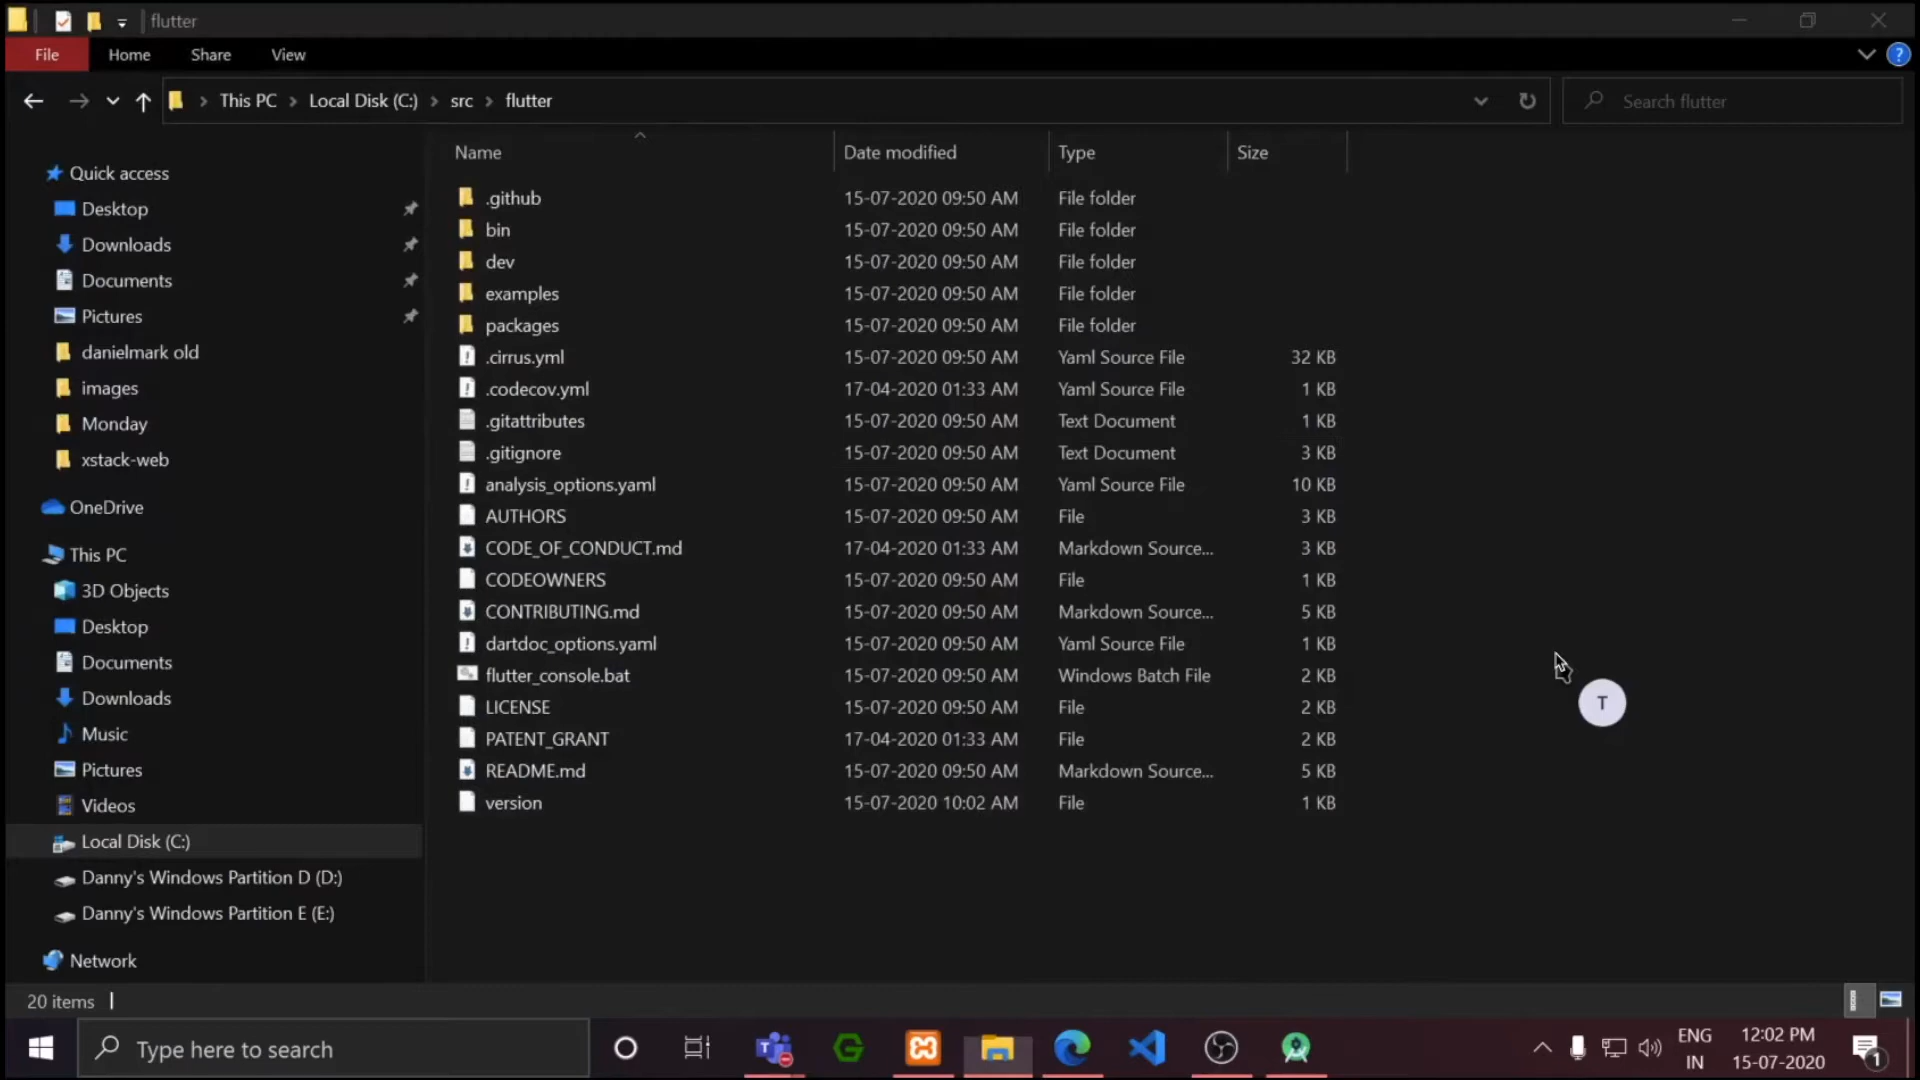 flutter
File Home Share View
This PC Local Disk (C:) src flutter Search flutter
Name Date modified Type Size
Quick access
Desktop
Downloads
Documents
Pictures
danielmark old
images
Monday
xstack-web
OneDrive
This PC
3D Objects
Desktop
Documents
Downloads
Music
Pictures
Videos
Local Disk (C:)
Danny's Windows Partition D (D:)
Danny's Windows Partition E (E:)
Network
.github 15-07-2020 09:50 AM File folder
bin 15-07-2020 09:50 AM File folder
dev 15-07-2020 09:50 AM File folder
examples 15-07-2020 09:50 AM File folder
packages 15-07-2020 09:50 AM File folder
.cirrus.yml 15-07-2020 09:50 AM Yaml Source File 32 KB
.codecov.yml 17-04-2020 01:33 AM Yaml Source File 1 KB
.gitattributes 15-07-2020 09:50 AM Text Document 1 KB
.gitignore 15-07-2020 09:50 AM Text Document 3 KB
analysis_options.yaml 15-07-2020 09:50 AM Yaml Source File 10 KB
AUTHORS 15-07-2020 09:50 AM File 3 KB
CODE_OF_CONDUCT.md 17-04-2020 01:33 AM Markdown Source... 3 KB
CODEOWNERS 15-07-2020 09:50 AM File 1 KB
CONTRIBUTING.md 15-07-2020 09:50 AM Markdown Source... 5 KB
dartdoc_options.yaml 15-07-2020 09:50 AM Yaml Source File 1 KB
flutter_console.bat 15-07-2020 09:50 AM Windows Batch File 2 KB
LICENSE 15-07-2020 09:50 AM File 2 KB
PATENT_GRANT 17-04-2020 01:33 AM File 2 KB
README.md 15-07-2020 09:50 AM Markdown Source... 5 KB
version 15-07-2020 10:02 AM File 1 KB
T
20 items
Type here to search
ENG
IN
12:02 PM
15-07-2020
1